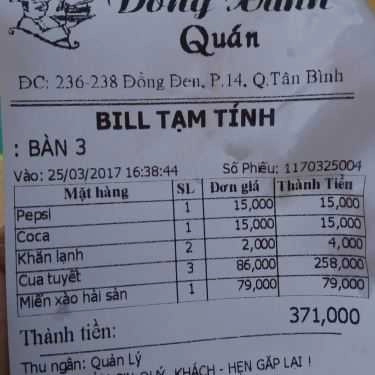 Đông Xanh
Quán
ĐC: 236-238 Đồng Đen, P.14, Q.Tân Bình
BILL TẠM TÍNH
: BÀN 3
Vào: 25/03/2017 16:38:44 Số Phiếu: 1170325004
Mặt hàng SL Đơn giá Thành Tiền
Pepsi 1 15,000 15,000
Coca 1 15,000 15,000
Khăn lạnh 2 2,000 4,000
Cua tuyết 3 86,000 258,000
Miến xào hải sản 1 79,000 79,000
Thành tiền: 371,000
Thu ngân: Quản Lý
QUÝ KHÁCH - HẸN GẶP LẠI !